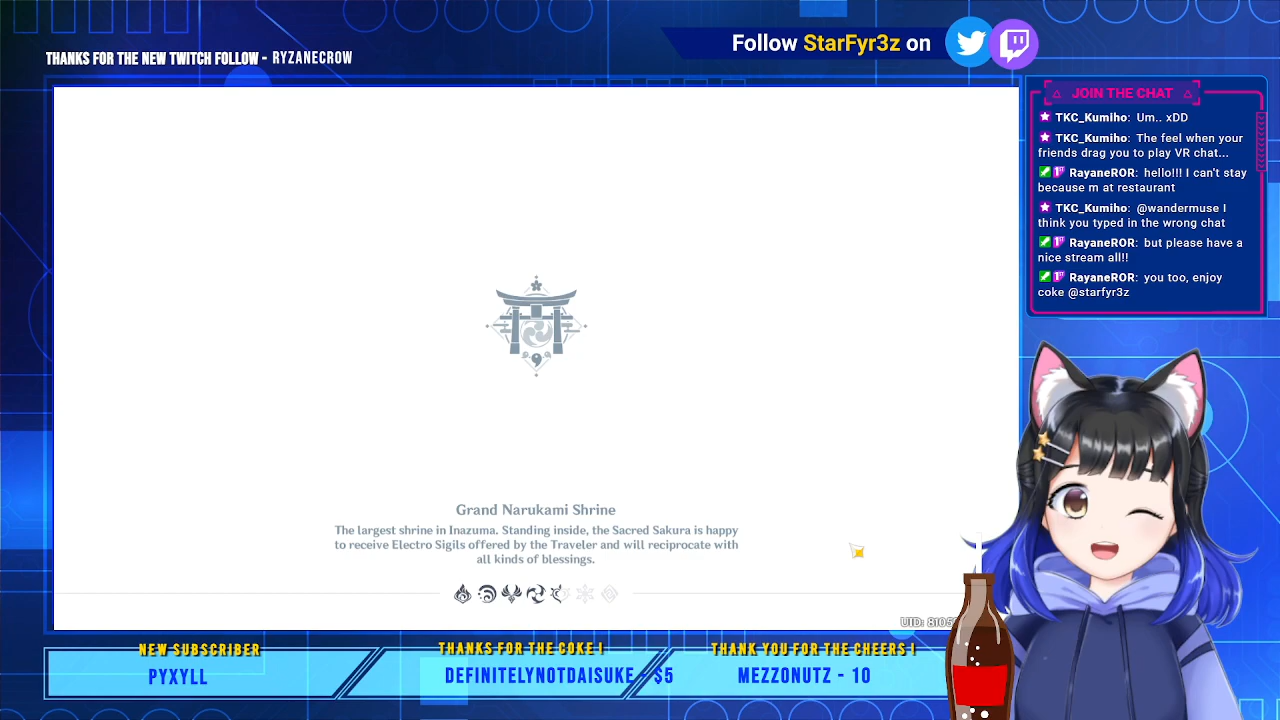 THANKS FOR THE NEW TWITCH FOLLOW - RYZANECROW
Follow StarFyr3z on
JOIN THE CHAT
TKC_Kumiho: Um.. xDD
TKC_Kumiho: The feel when your
friends drag you to play VR chat...
RayaneROR: hello!!! I can't stay
because m at restaurant
TKC_Kumiho: @wandermuse I
think you typed in the wrong chat
RayaneROR: but please have a
nice stream all!!
RayaneROR: you too, enjoy
coke @starfyr3z
Grand Narukami Shrine
The largest shrine in Inazuma. Standing inside, the Sacred Sakura is happy
to receive Electro Sigils offered by the Traveler and will reciprocate with
all kinds of blessings.
UID: 8105
NEW SUBSCRIBER
PYXYLL
THANKS FOR THE COKE !
DEFINITELYNOTDAISUKE - $5
THANK YOU FOR THE CHEERS !
MEZZONUTZ - 10